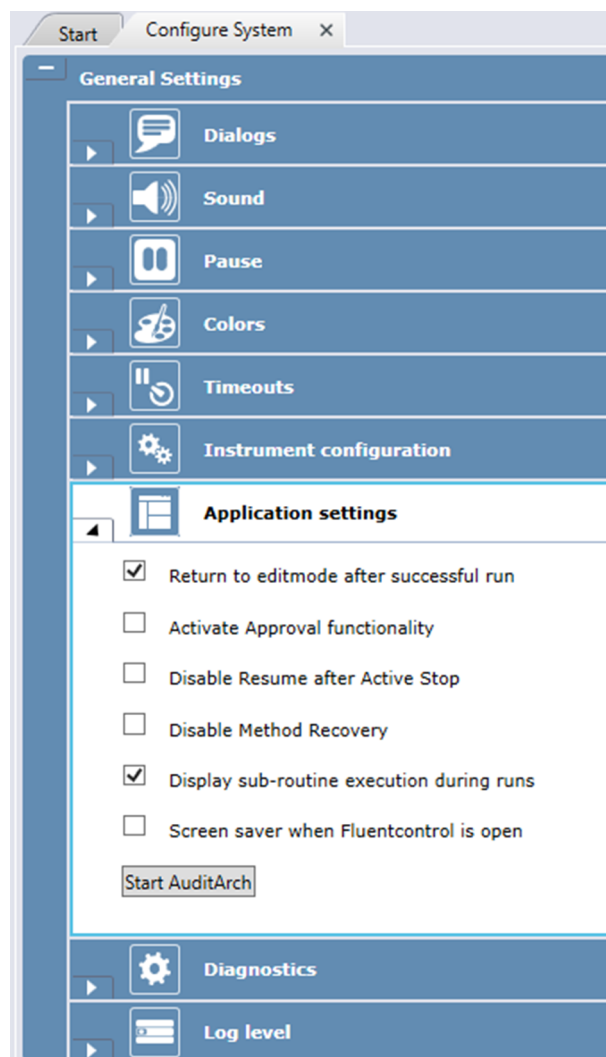 Start
Configure System
General Settings
Dialogs
Sound
Pause
Colors
Timeouts
Instrument configuration
Application settings
Return to editmode after successful run
Activate Approval functionality
Disable Resume after Active Stop
Disable Method Recovery
Display sub-routine execution during runs
Screen saver when Fluentcontrol is open
Start AuditArch
Diagnostics
Log level